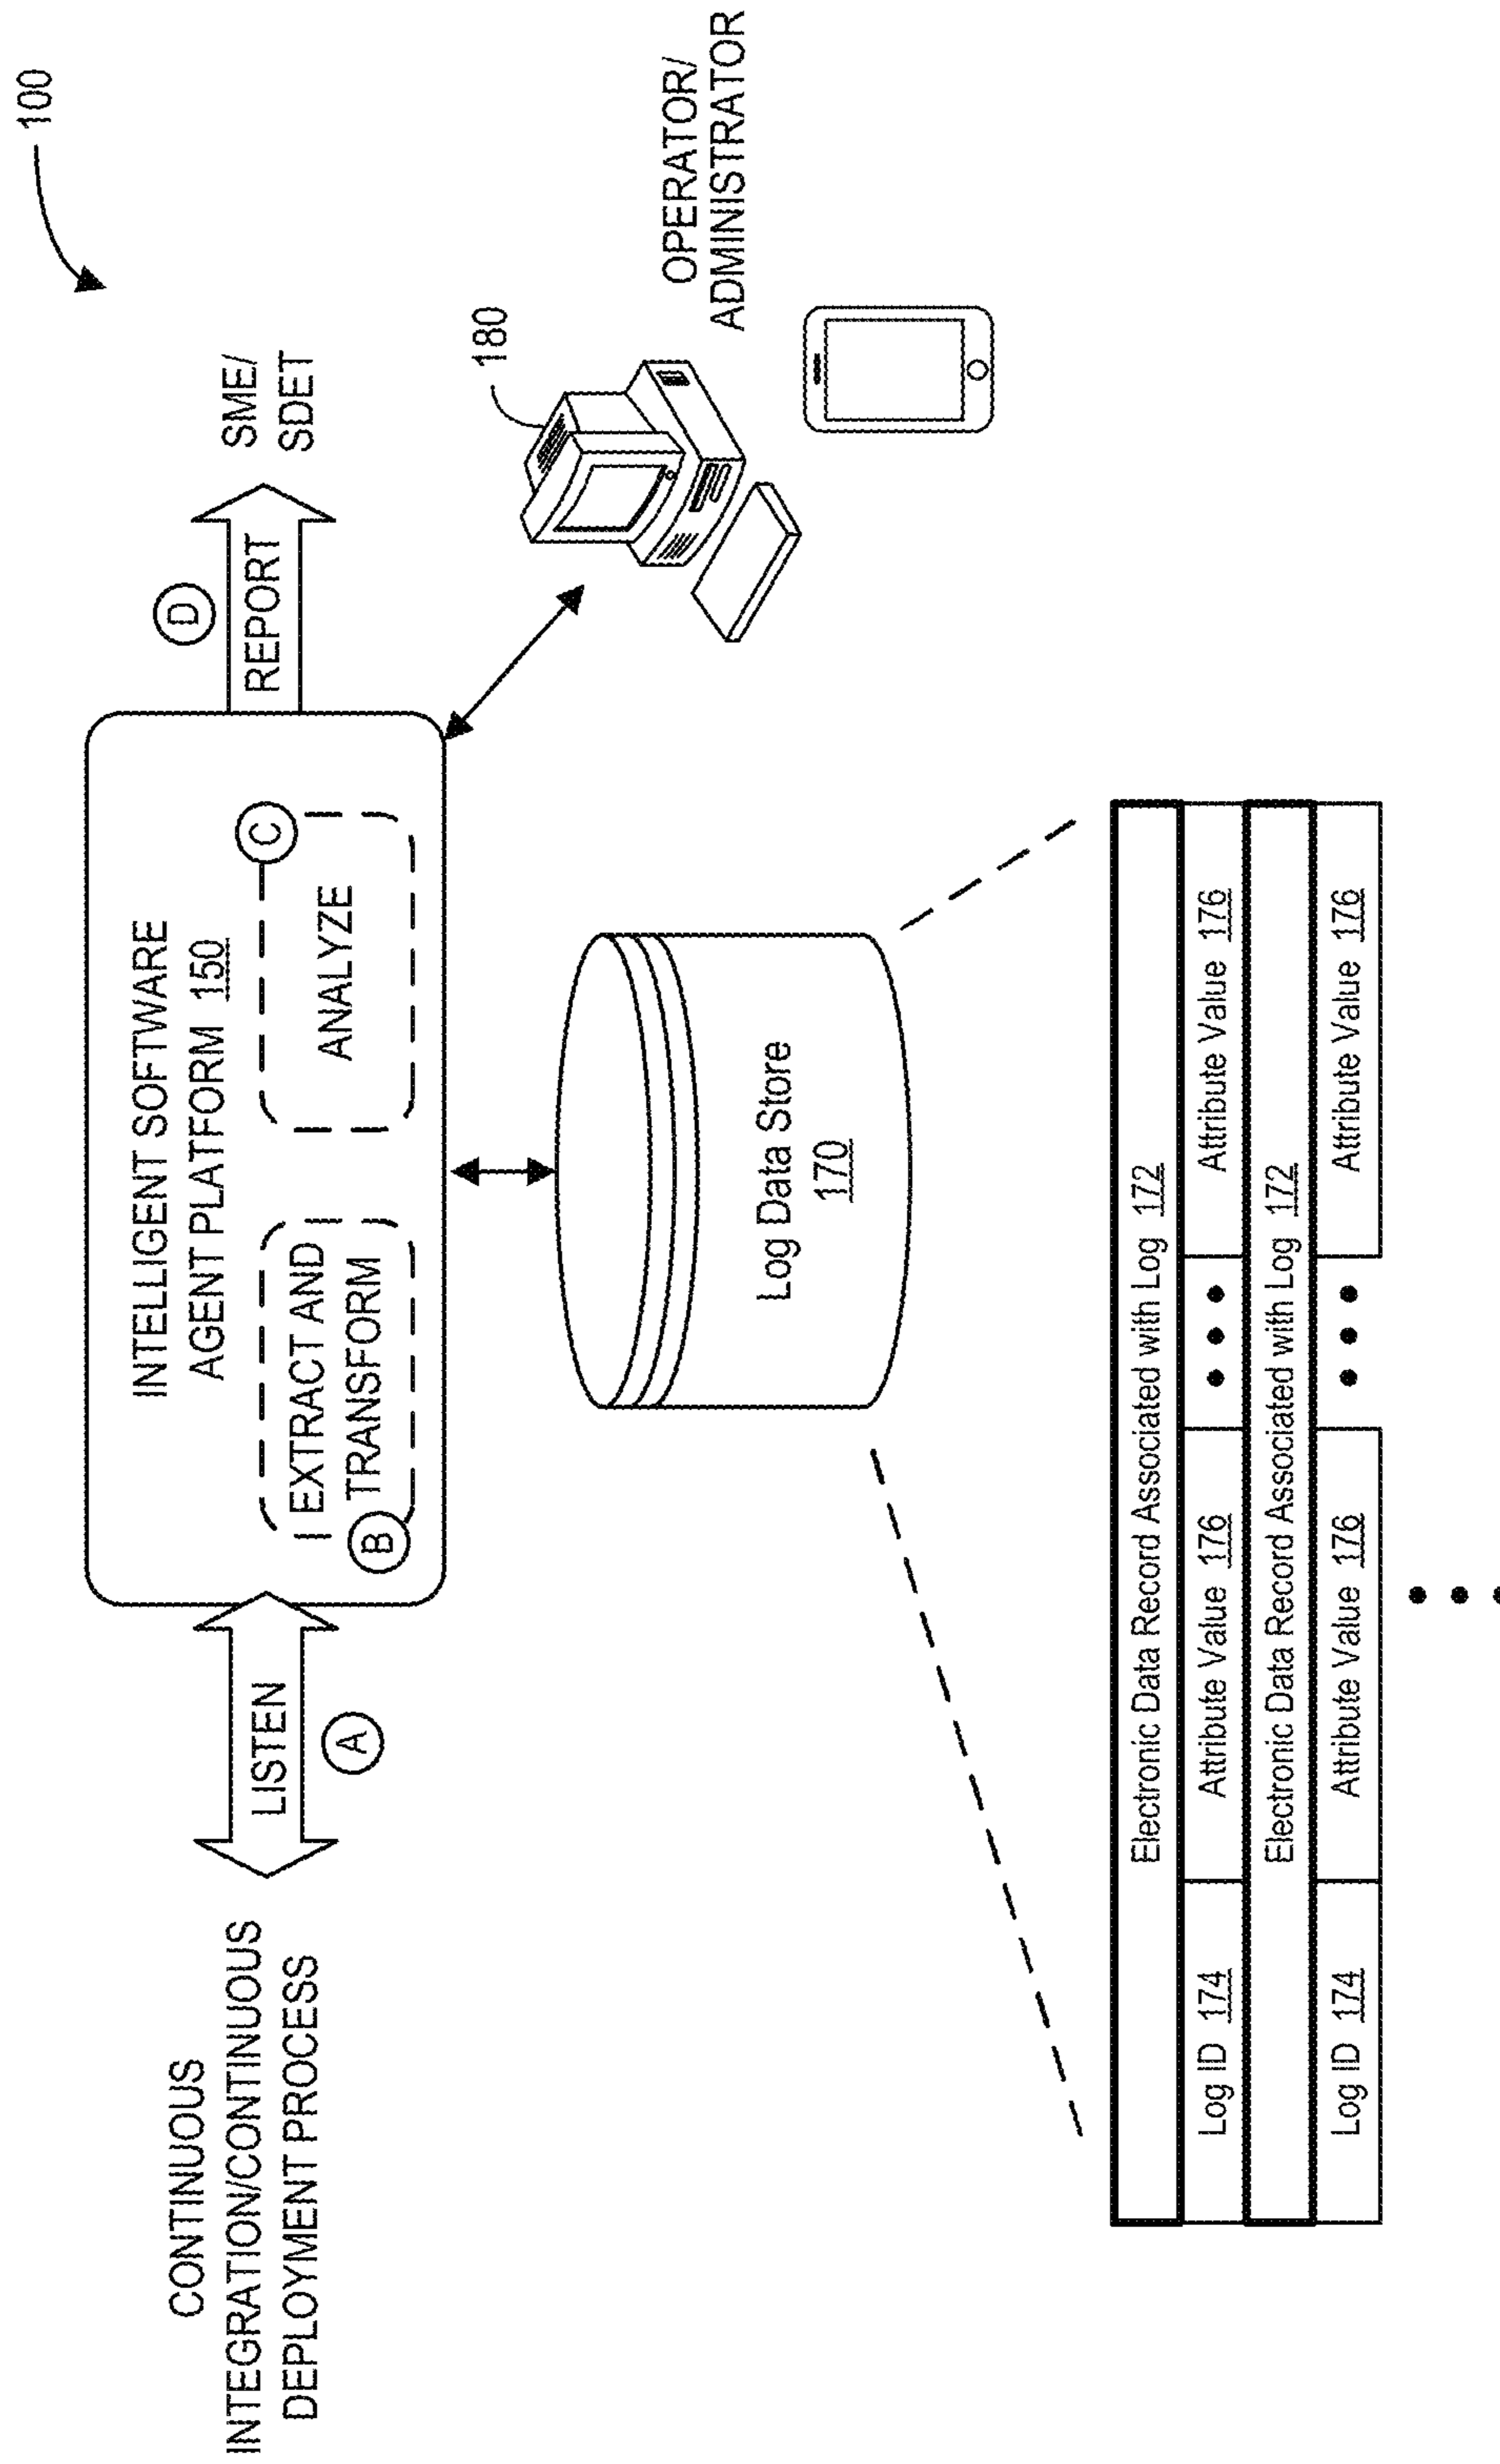 100
CONTINUOUS
INTEGRATION/CONTINUOUS
DEPLOYMENT PROCESS
LISTEN
A
INTELLIGENT SOFTWARE
AGENT PLATFORM 150
EXTRACT AND
TRANSFORM
B
ANALYZE
C
D
REPORT
SME/
SDET
180
OPERATOR/
ADMINISTRATOR
Log Data Store
170
Electronic Data Record Associated with Log 172
Log ID 174 Attribute Value 176 Attribute Value 176
Electronic Data Record Associated with Log 172
Log ID 174 Attribute Value 176 Attribute Value 176